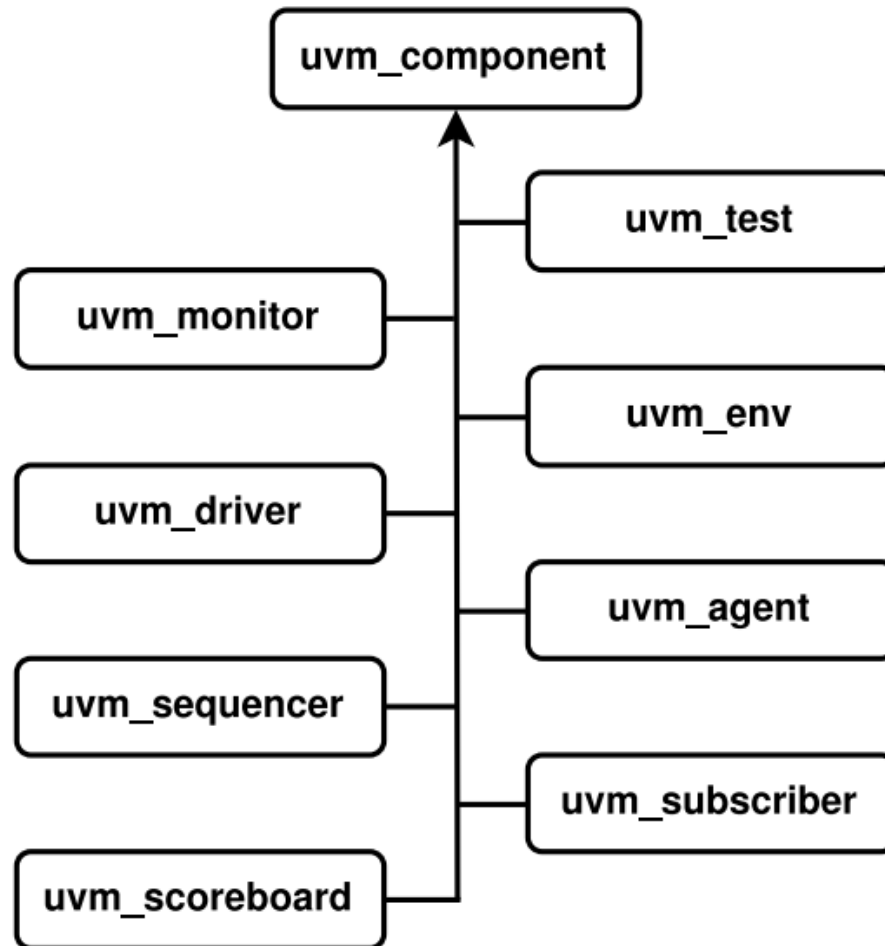 uvm_component
uvm_test
uvm_monitor
uvm_env
uvm_driver
uvm_agent
uvm_sequencer
uvm_subscriber
uvm_scoreboard